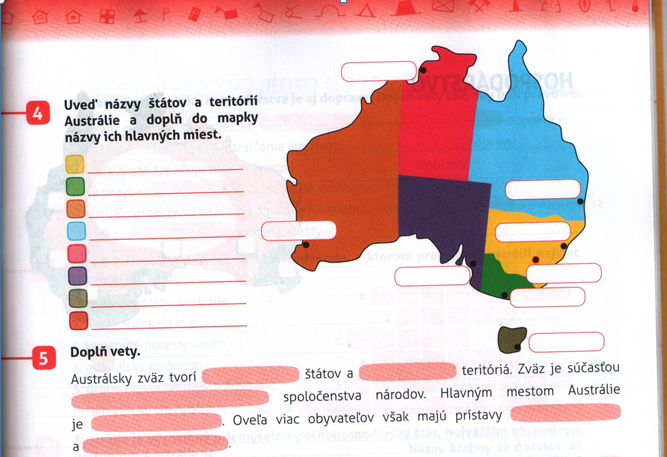 HOSPODÁRSTVO
4
Uveď názvy štátov a teritórií
Austrálie a doplň do mapky
názvy ich hlavných miest.
5
Doplň vety.
Austrálsky zväz tvorí štátov a teritóriá. Zväz je súčasťou
spoločenstva národov. Hlavným mestom Austrálie
je . Oveľa viac obyvateľov však majú prístavy
a .